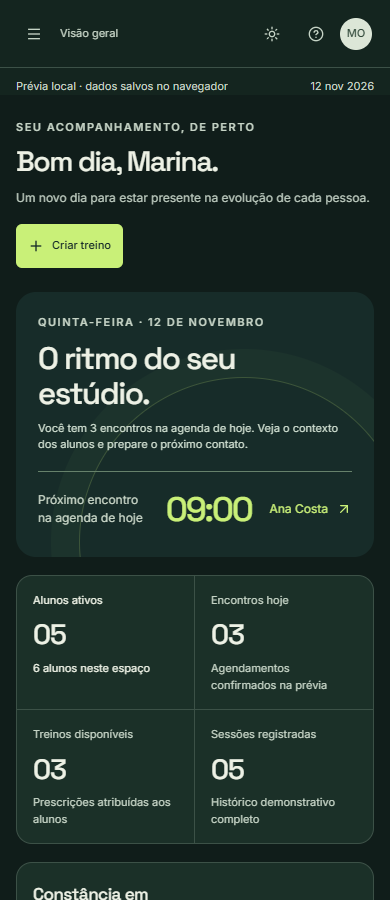 Visão geral
MO
Prévia local · dados salvos no navegador
12 nov 2026
SEU ACOMPANHAMENTO, DE PERTO
Bom dia, Marina.
Um novo dia para estar presente na evolução de cada pessoa.
Criar treino
QUINTA-FEIRA · 12 DE NOVEMBRO
O ritmo do seu
estúdio.
Você tem 3 encontros na agenda de hoje. Veja o contexto
dos alunos e prepare o próximo contato.
Próximo encontro
na agenda de hoje
09:00
Ana Costa
Alunos ativos
05
6 alunos neste espaço
Encontros hoje
03
Agendamentos
confirmados na prévia
Treinos disponíveis
03
Prescrições atribuídas aos
alunos
Sessões registradas
05
Histórico demonstrativo
completo
Constância em